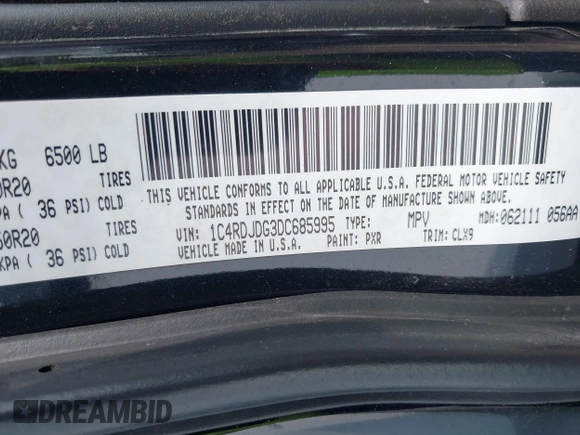 KG 6500 LB
0R20 TIRES
PA ( 36 PSI) COLD
50R20 TIRES
KPA ( 36 PSI) COLD
THIS VEHICLE CONFORMS TO ALL APPLICABLE U.S.A. FEDERAL MOTOR VEHICLE SAFETY
STANDARDS IN EFFECT ON THE DATE OF MANUFACTURE SHOWN ABOVE.
VIN: 1C4RDJDG3DC685995 TYPE: MPV MDH: 062111 056AA
VEHICLE MADE IN U.S.A. PAINT: PXR TRIM: CLX9
DREAMBID